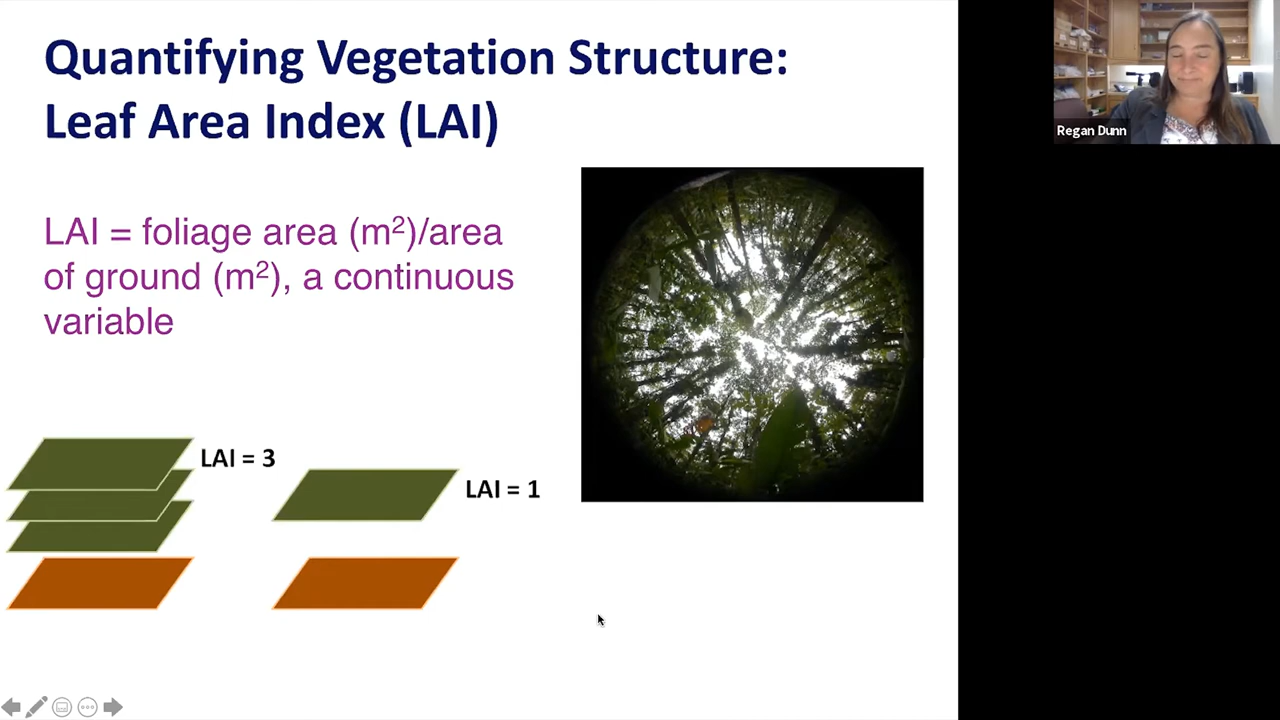 Quantifying Vegetation Structure:
Leaf Area Index (LAI)
Regan Dunn
LAI = foliage area (m²)/area
of ground (m²), a continuous
variable
LAI = 3
LAI = 1